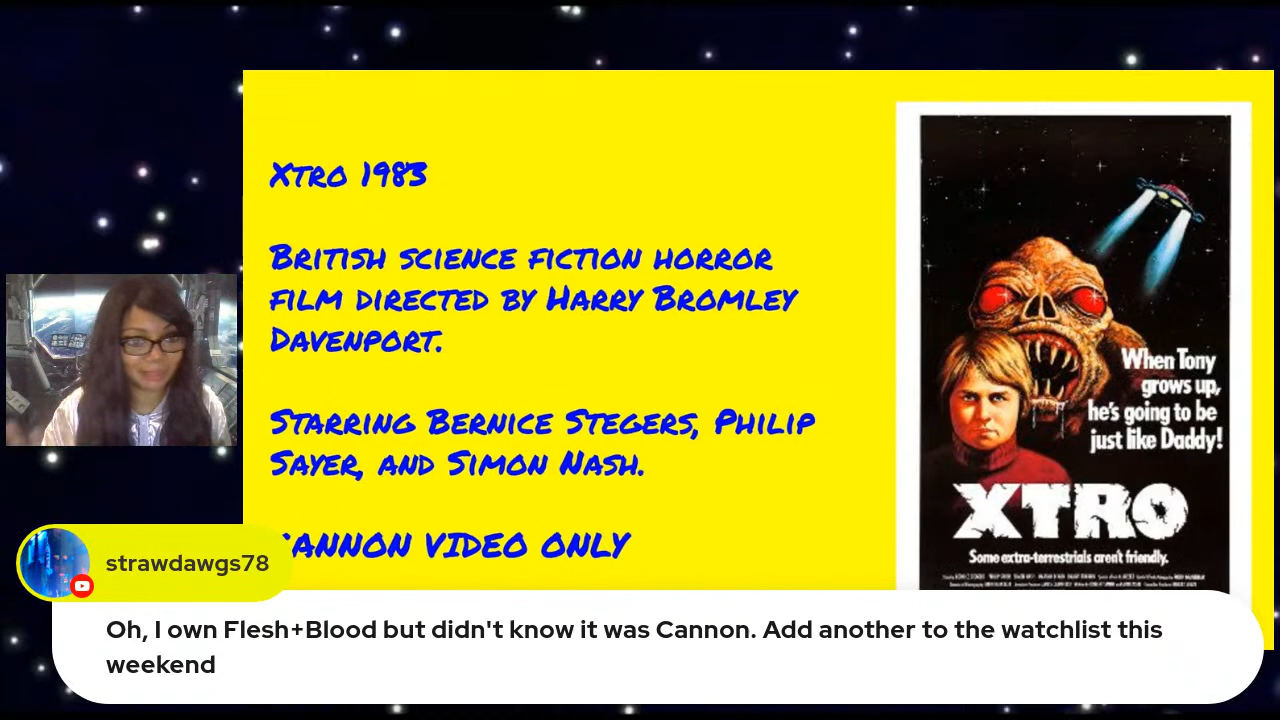 Xtro 1983
British science fiction horror
film directed by Harry Bromley
Davenport.
Starring Bernice Stegers, Philip
Sayer, and Simon Nash.
Cannon video only
When Tony
grows up,
he's going to be
just like Daddy!
XTRO
Some extra-terrestrials aren't friendly.
strawdawgs78
Oh, I own Flesh+Blood but didn't know it was Cannon. Add another to the watchlist this
weekend